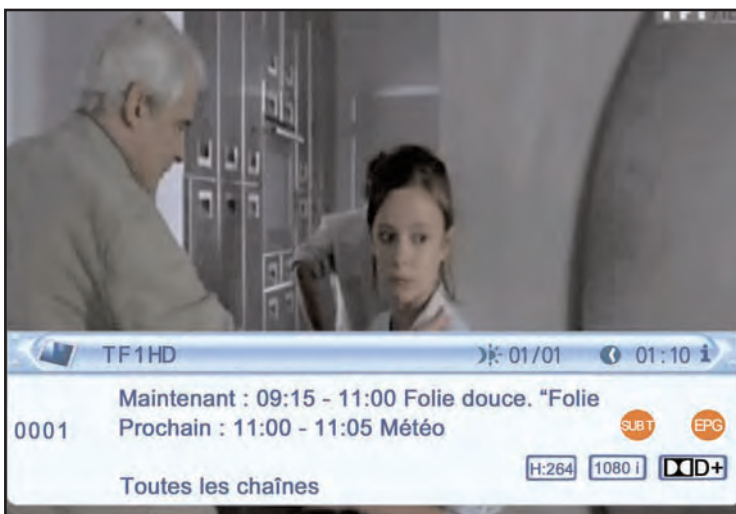 TF1HD 01/01 01:10 i
Maintenant : 09:15 - 11:00 Folie douce. “Folie
0001 Prochain : 11:00 - 11:05 Météo SUBT EPG
H:264 1080 i D+
Toutes les chaînes